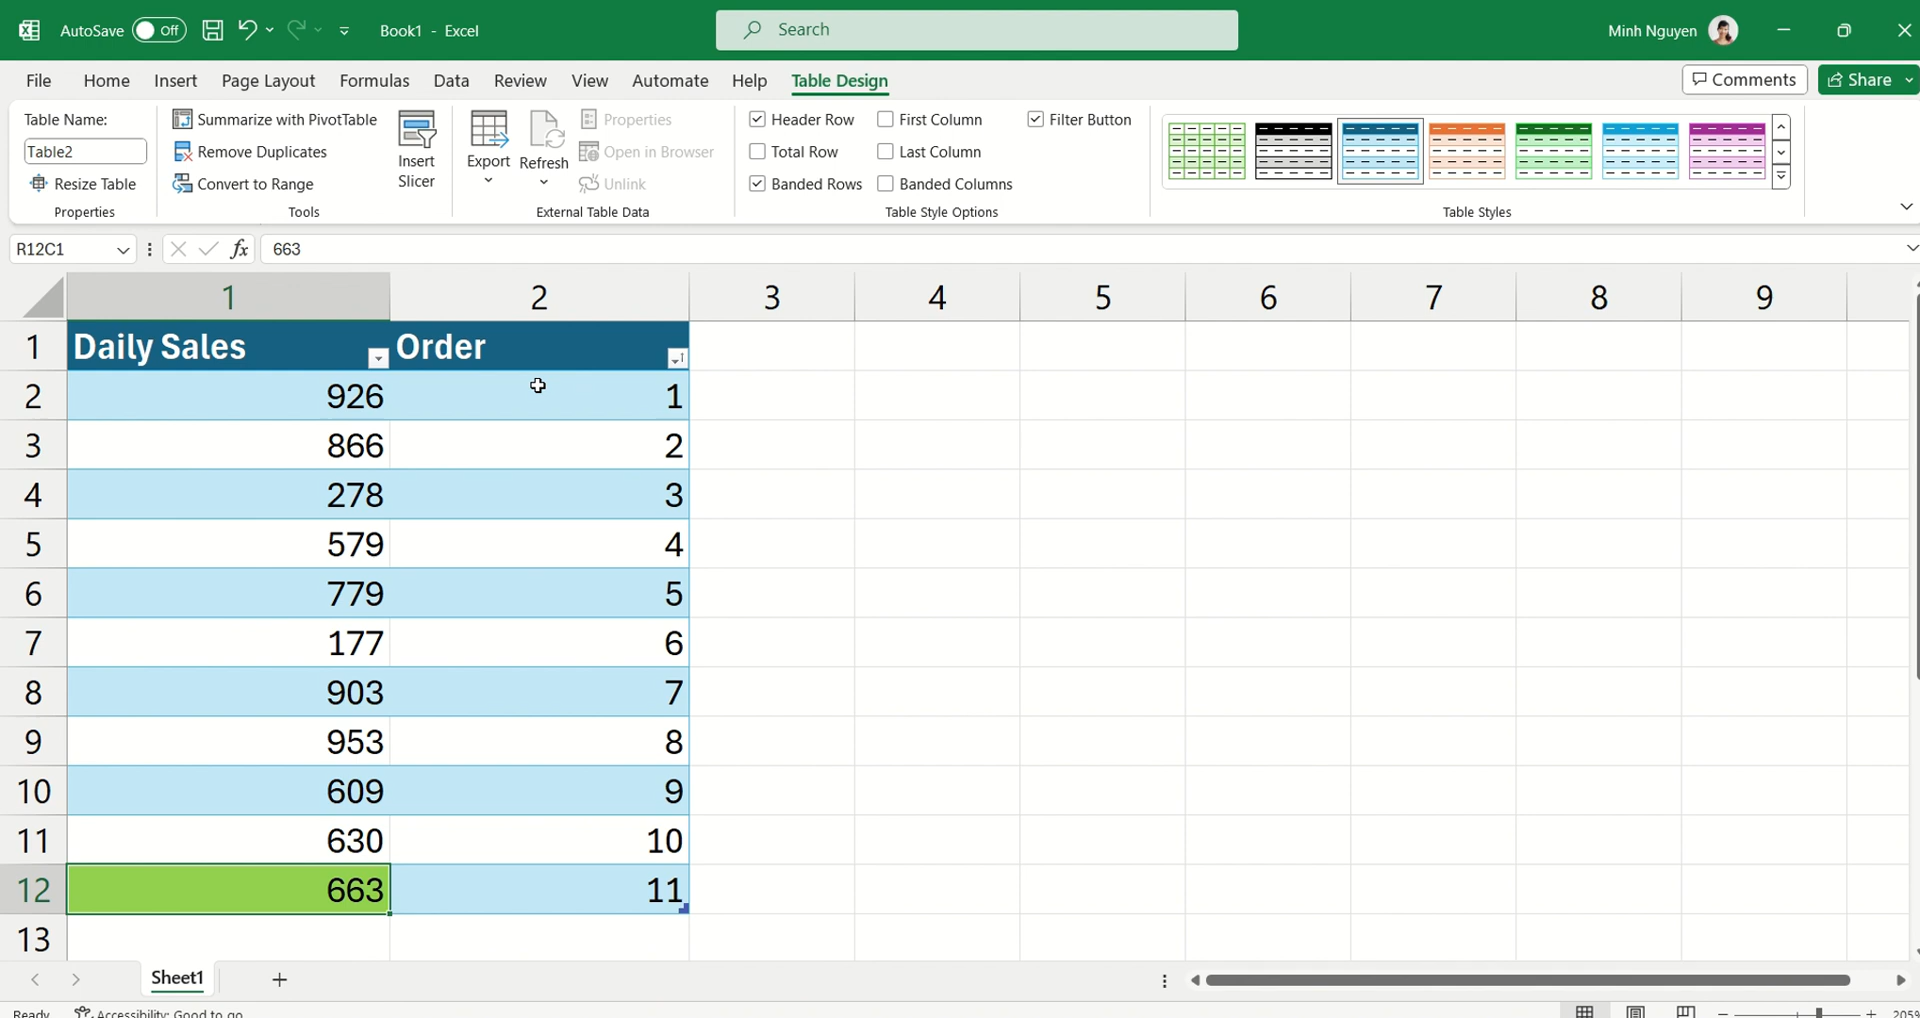 AutoSave Off Book1 - Excel Search Minh Nguyen
File Home Insert Page Layout Formulas Data Review View Automate Help Table Design Comments Share
Table Name:
Table2
Resize Table
Properties
Summarize with PivotTable
Remove Duplicates
Convert to Range
Tools
Insert
Slicer
Export
Refresh
Properties
Open in Browser
Unlink
External Table Data
Header Row First Column Filter Button
Total Row Last Column
Banded Rows Banded Columns
Table Style Options
Table Styles
R12C1 fx 663
1 2 3 4 5 6 7 8 9
1 Daily Sales Order
2 926 1
3 866 2
4 278 3
5 579 4
6 779 5
7 177 6
8 903 7
9 953 8
10 609 9
11 630 10
12 663 11
13
Sheet1
Ready Accessibility: Good to go 205%